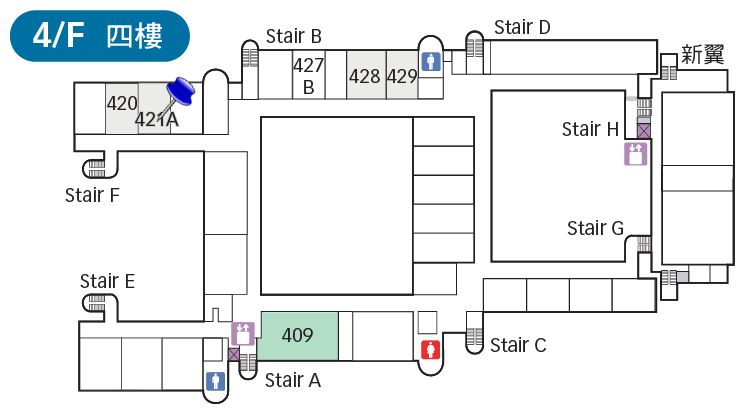 4/F 四樓
Stair B
Stair D
新翼
427
B
428
429
420
421A
Stair H
Stair F
Stair G
Stair E
409
Stair C
Stair A